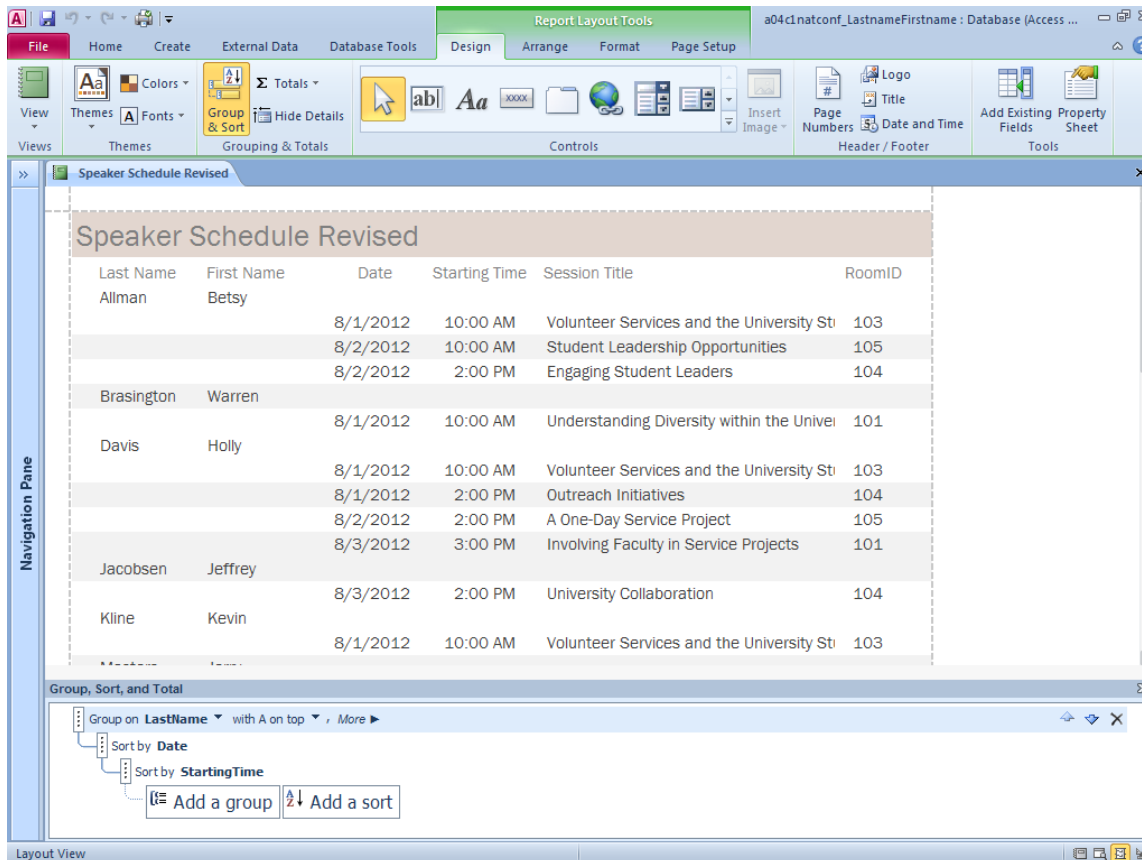 Report Layout Tools
a04c1natconf_LastnameFirstname : Database (Access ...
File Home Create External Data Database Tools Design Arrange Format Page Setup
View
Views
Aa
Themes
Colors
A Fonts
Themes
Group & Sort
Σ Totals
Hide Details
Grouping & Totals
ab
Aa
xxxx
Controls
Insert Image
#
Page Numbers
Logo
Title
Date and Time
Header / Footer
Add Existing Fields
Property Sheet
Tools
Speaker Schedule Revised
Navigation Pane
Speaker Schedule Revised
Last Name First Name Date Starting Time Session Title RoomID
Allman Betsy
8/1/2012 10:00 AM Volunteer Services and the University Stu 103
8/2/2012 10:00 AM Student Leadership Opportunities 105
8/2/2012 2:00 PM Engaging Student Leaders 104
Brasington Warren
8/1/2012 10:00 AM Understanding Diversity within the Univer 101
Davis Holly
8/1/2012 10:00 AM Volunteer Services and the University Stu 103
8/1/2012 2:00 PM Outreach Initiatives 104
8/2/2012 2:00 PM A One-Day Service Project 105
8/3/2012 3:00 PM Involving Faculty in Service Projects 101
Jacobsen Jeffrey
8/3/2012 2:00 PM University Collaboration 104
Kline Kevin
8/1/2012 10:00 AM Volunteer Services and the University Stu 103
Group, Sort, and Total
Group on LastName with A on top , More
Sort by Date
Sort by StartingTime
Add a group
Add a sort
Layout View